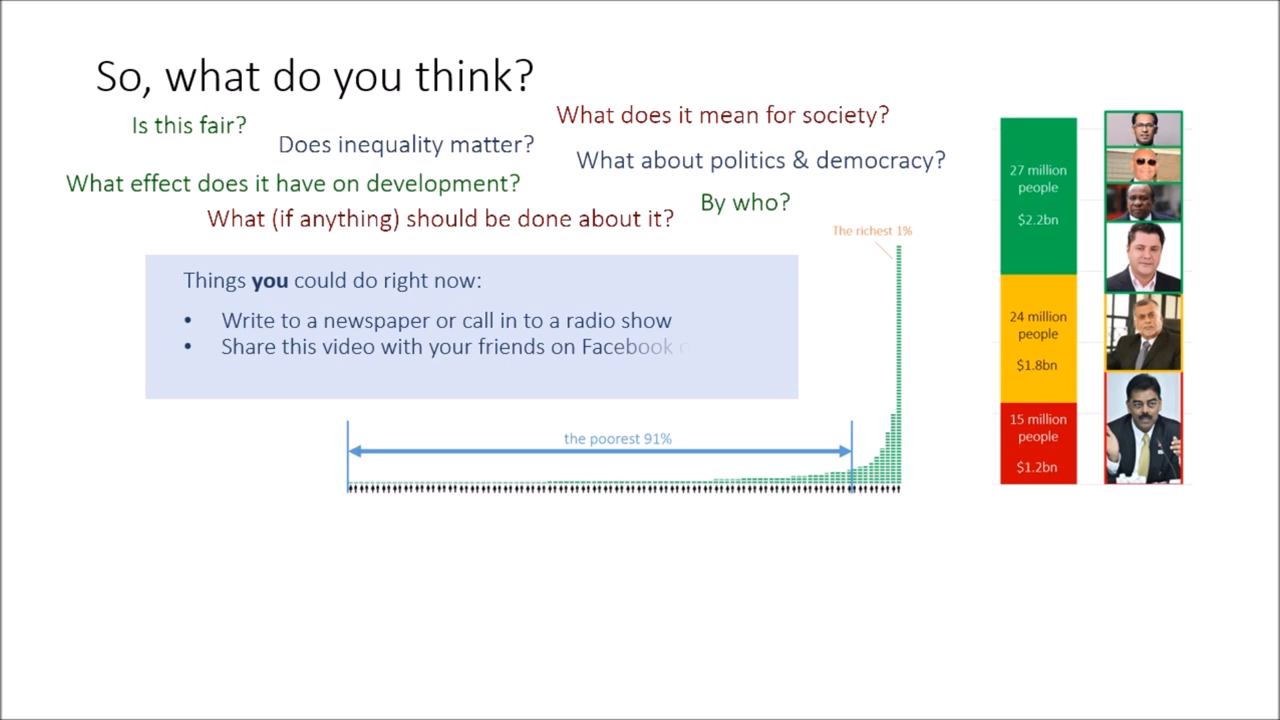 So, what do you think?
Is this fair?
What does it mean for society?
Does inequality matter?
What about politics & democracy?
What effect does it have on development?
By who?
What (if anything) should be done about it?
The richest 1%
Things you could do right now:
• Write to a newspaper or call in to a radio show
• Share this video with your friends on Facebook
the poorest 91%
27 million
people
$2.2bn
24 million
people
$1.8bn
15 million
people
$1.2bn